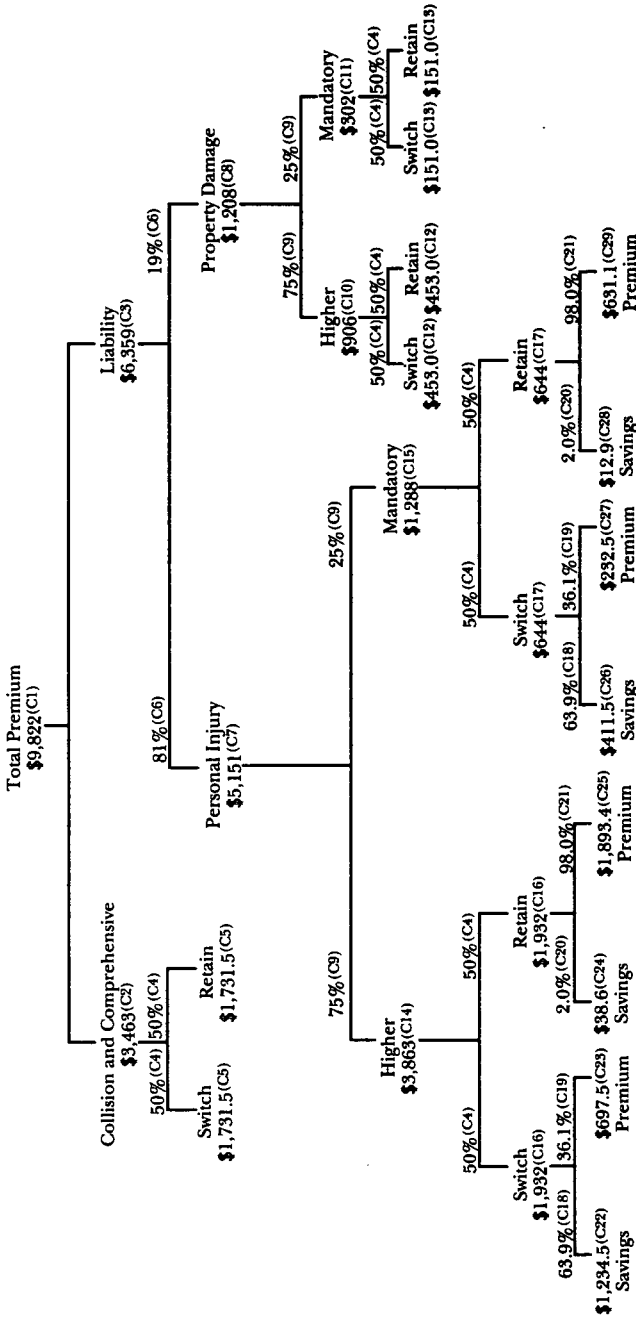 Total Premium
$9,822(C1)
Collision and Comprehensive
$3,463(C2)
50%(C4) 50%(C4)
Switch
$1,731.5(C5)
Retain
$1,731.5(C5)
Liability
$6,359(C3)
81%(C6)
19%(C6)
Personal Injury
$5,151(C7)
Property Damage
$1,208(C8)
75%(C9)
25%(C9)
Higher
$906(C10)
Mandatory
$302(C11)
50%(C4) 50%(C4)
Switch
$453.0(C12)
Retain
$453.0(C12)
50%(C4) 50%(C4)
Switch
$151.0(C13)
Retain
$151.0(C13)
75%(C9)
25%(C9)
Higher
$3,863(C14)
Mandatory
$1,288(C15)
50%(C4)
50%(C4)
Switch
$1,932(C16)
Retain
$1,932(C16)
50%(C4)
50%(C4)
Switch
$644(C17)
Retain
$644(C17)
63.9%(C18)
36.1%(C19)
$1,234.5(C22)
Savings
$697.5(C23)
Premium
2.0%(C20)
98.0%(C21)
$38.6(C24)
Savings
$1,893.4(C25)
Premium
63.9%(C18)
36.1%(C19)
$411.5(C26)
Savings
$232.5(C27)
Premium
2.0%(C20)
98.0%(C21)
$12.9(C28)
Savings
$631.1(C29)
Premium